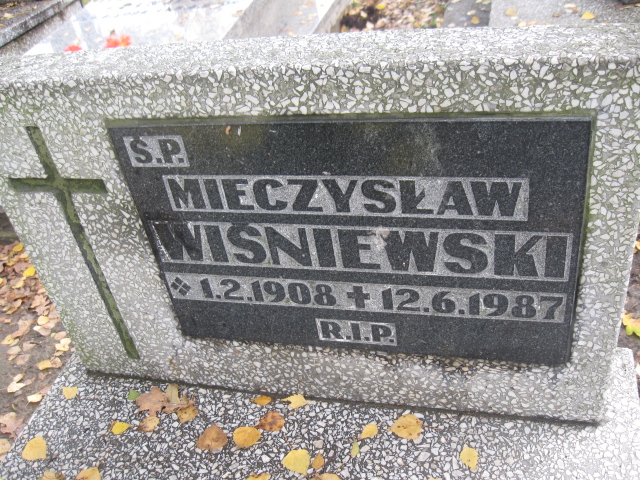 Ś.P.
MIECZYSŁAW
WIŚNIEWSKI
1.2.1908 ✝ 12.6.1987
R.I.P.